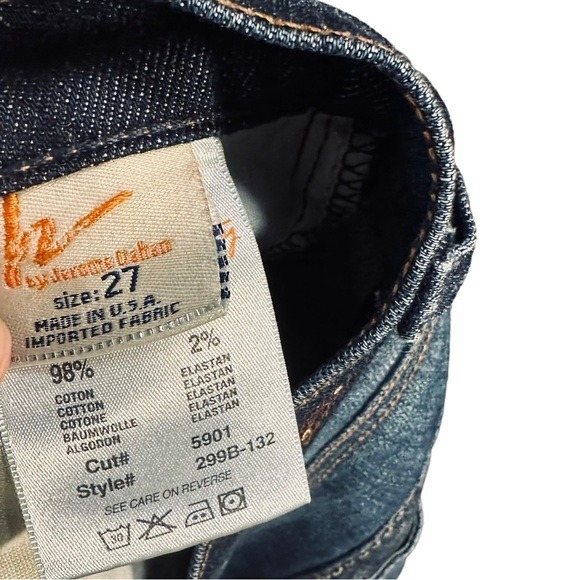 by Jerome Dahan
size: 27
MADE IN U.S.A.
IMPORTED FABRIC
98% 2%
COTON ELASTAN
COTTON ELASTAN
COTONE ELASTAN
BAUMWOLLE ELASTAN
ALGODON
Cut# 5901
Style# 299B-132
SEE CARE ON REVERSE
30